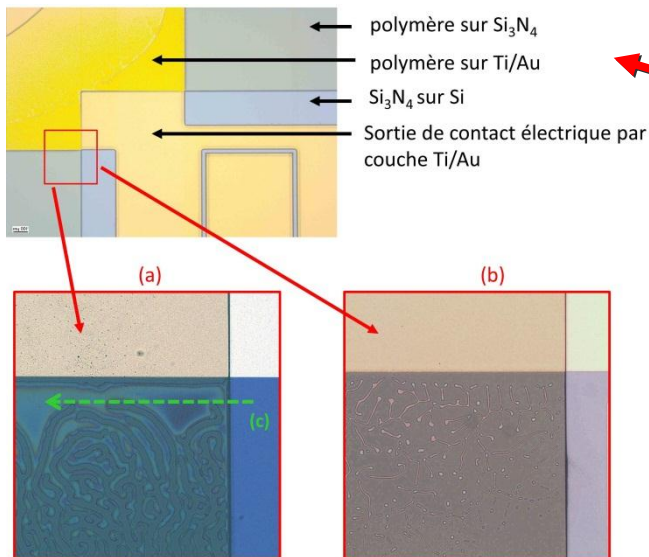 polymère sur Si₃N₄
polymère sur Ti/Au
Si₃N₄ sur Si
Sortie de contact électrique par
couche Ti/Au
(a)
(b)
(c)